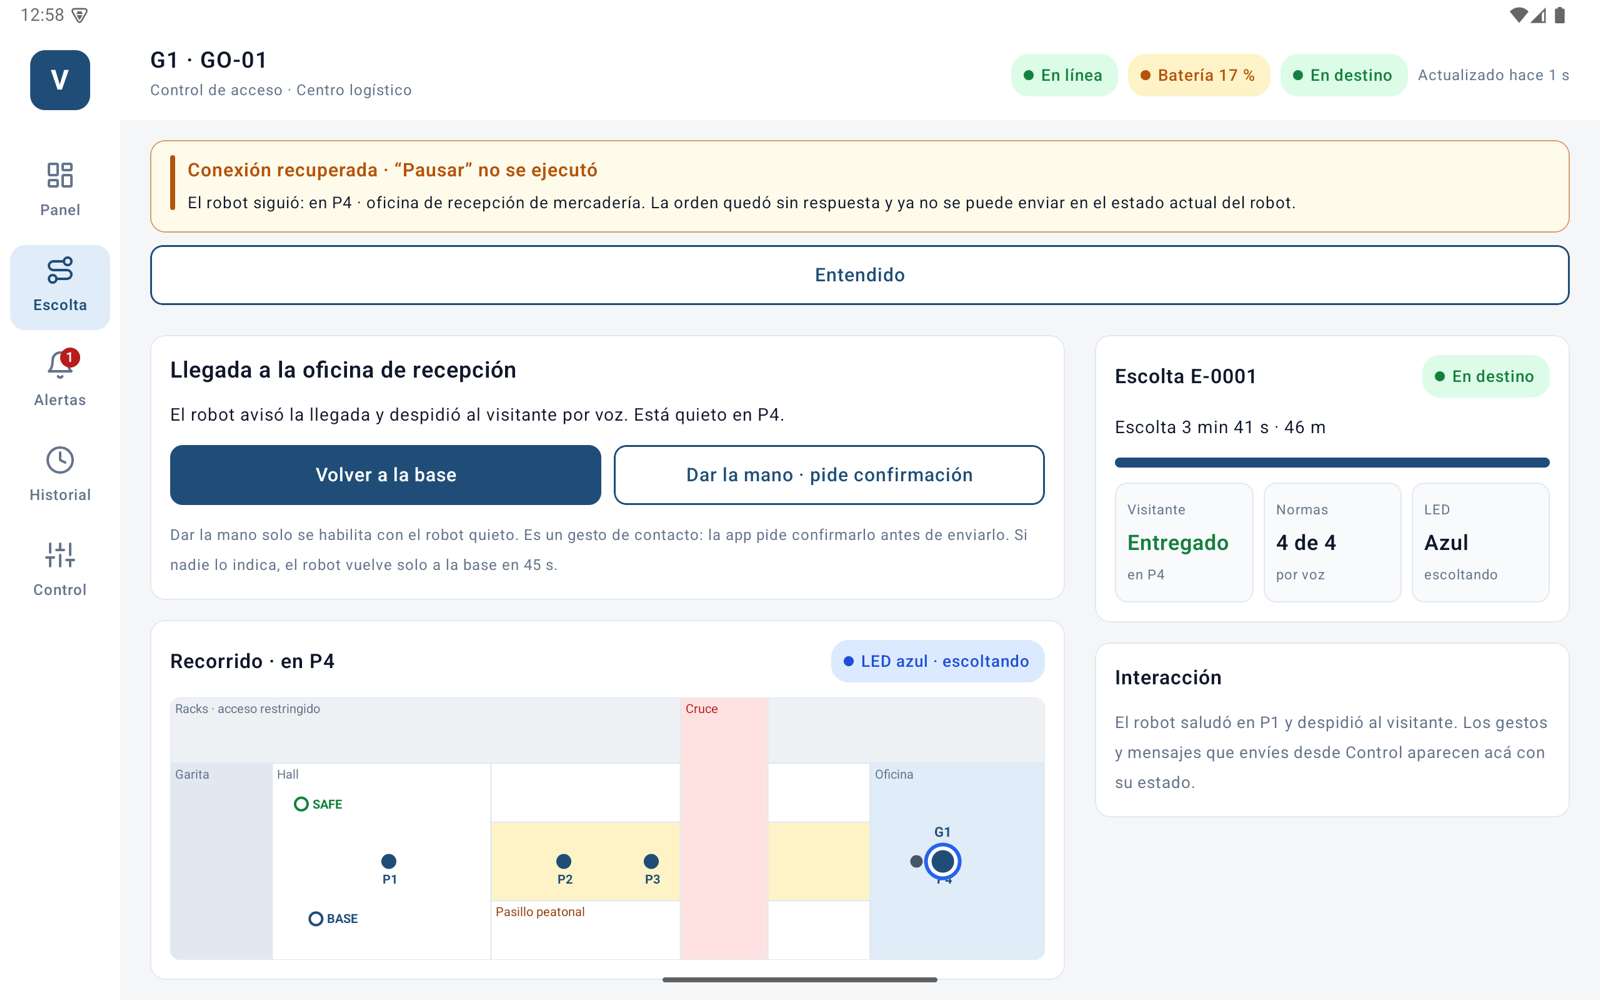 12:58
V
Panel
Escolta
1
Alertas
Historial
Control
G1 · GO-01
Control de acceso · Centro logístico
En línea
Batería 17 %
En destino
Actualizado hace 1 s
Conexión recuperada · “Pausar” no se ejecutó
El robot siguió: en P4 · oficina de recepción de mercadería. La orden quedó sin respuesta y ya no se puede enviar en el estado actual del robot.
Entendido
Llegada a la oficina de recepción
El robot avisó la llegada y despidió al visitante por voz. Está quieto en P4.
Volver a la base
Dar la mano · pide confirmación
Dar la mano solo se habilita con el robot quieto. Es un gesto de contacto: la app pide confirmarlo antes de enviarlo. Si
nadie lo indica, el robot vuelve solo a la base en 45 s.
Recorrido · en P4
LED azul · escoltando
Racks · acceso restringido
Cruce
Garita
Hall
Oficina
SAFE
G1
P1
P2
P3
P4
BASE
Pasillo peatonal
Escolta E-0001
En destino
Escolta 3 min 41 s · 46 m
Visitante
Entregado
en P4
Normas
4 de 4
por voz
LED
Azul
escoltando
Interacción
El robot saludó en P1 y despidió al visitante. Los gestos
y mensajes que envíes desde Control aparecen acá con
su estado.